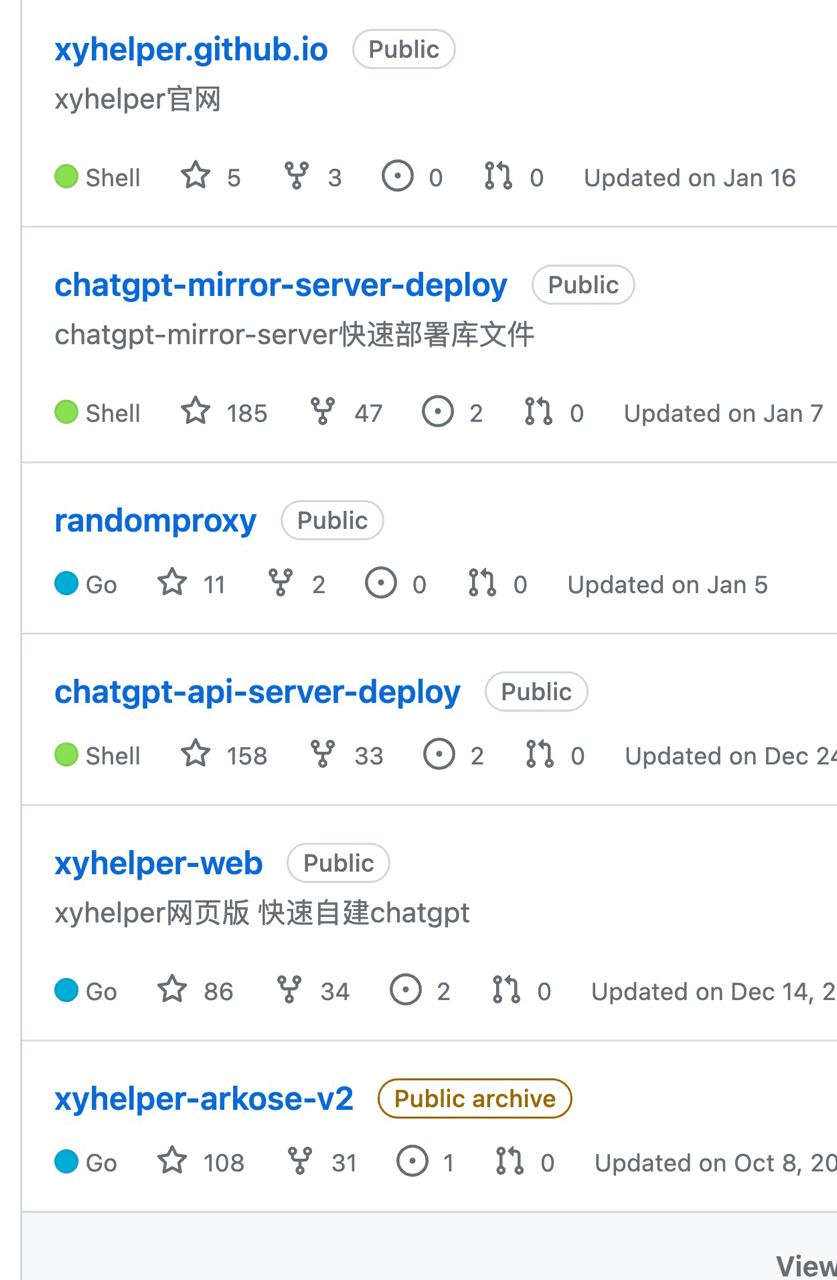 xyhelper.github.io Public
xyhelper官网
Shell 5 3 0 0 Updated on Jan 16
chatgpt-mirror-server-deploy Public
chatgpt-mirror-server快速部署库文件
Shell 185 47 2 0 Updated on Jan 7
randomproxy Public
Go 11 2 0 0 Updated on Jan 5
chatgpt-api-server-deploy Public
Shell 158 33 2 0 Updated on Dec 24
xyhelper-web Public
xyhelper网页版 快速自建chatgpt
Go 86 34 2 0 Updated on Dec 14, 2
xyhelper-arkose-v2 Public archive
Go 108 31 1 0 Updated on Oct 8, 20
View